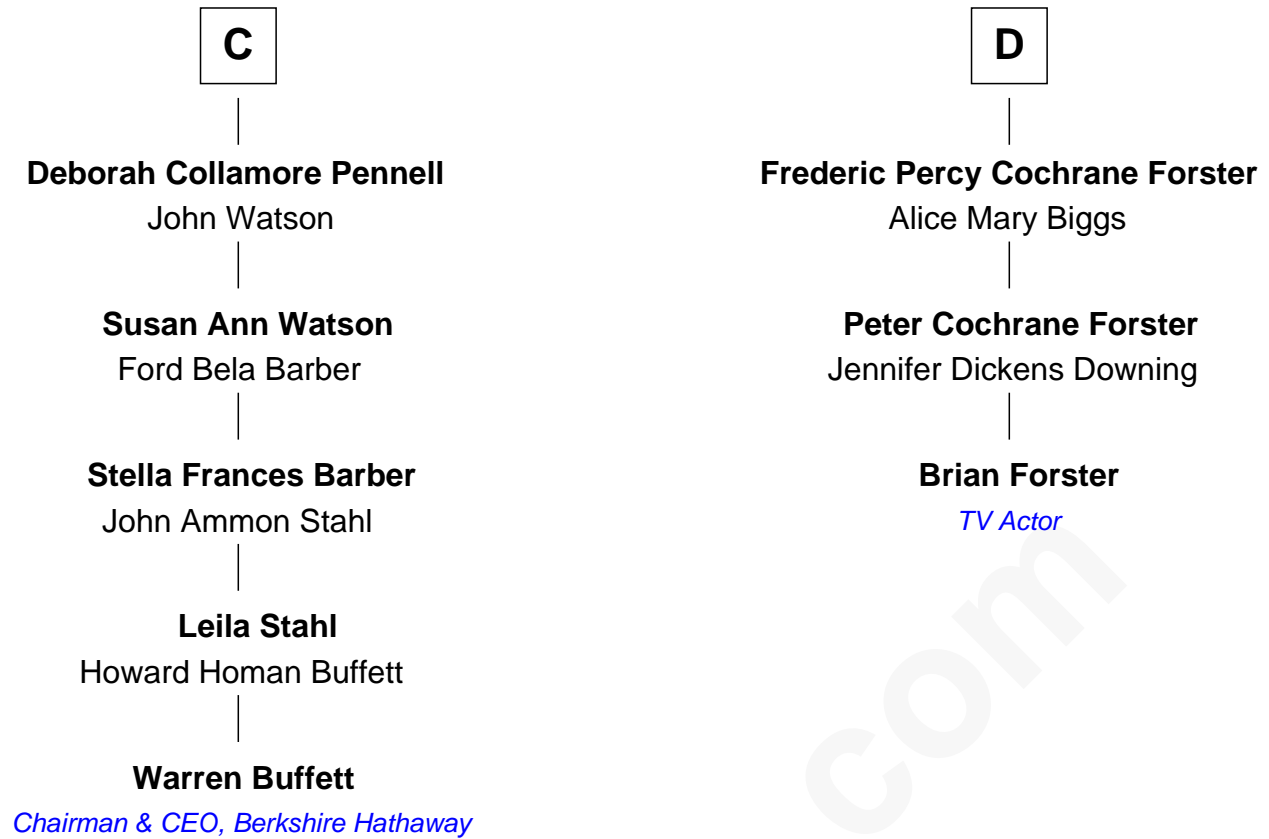 C
Deborah Collamore Pennell
John Watson
Susan Ann Watson
Ford Bela Barber
Stella Frances Barber
John Ammon Stahl
Leila Stahl
Howard Homan Buffett
Warren Buffett
Chairman & CEO, Berkshire Hathaway
D
Frederic Percy Cochrane Forster
Alice Mary Biggs
Peter Cochrane Forster
Jennifer Dickens Downing
Brian Forster
TV Actor
com